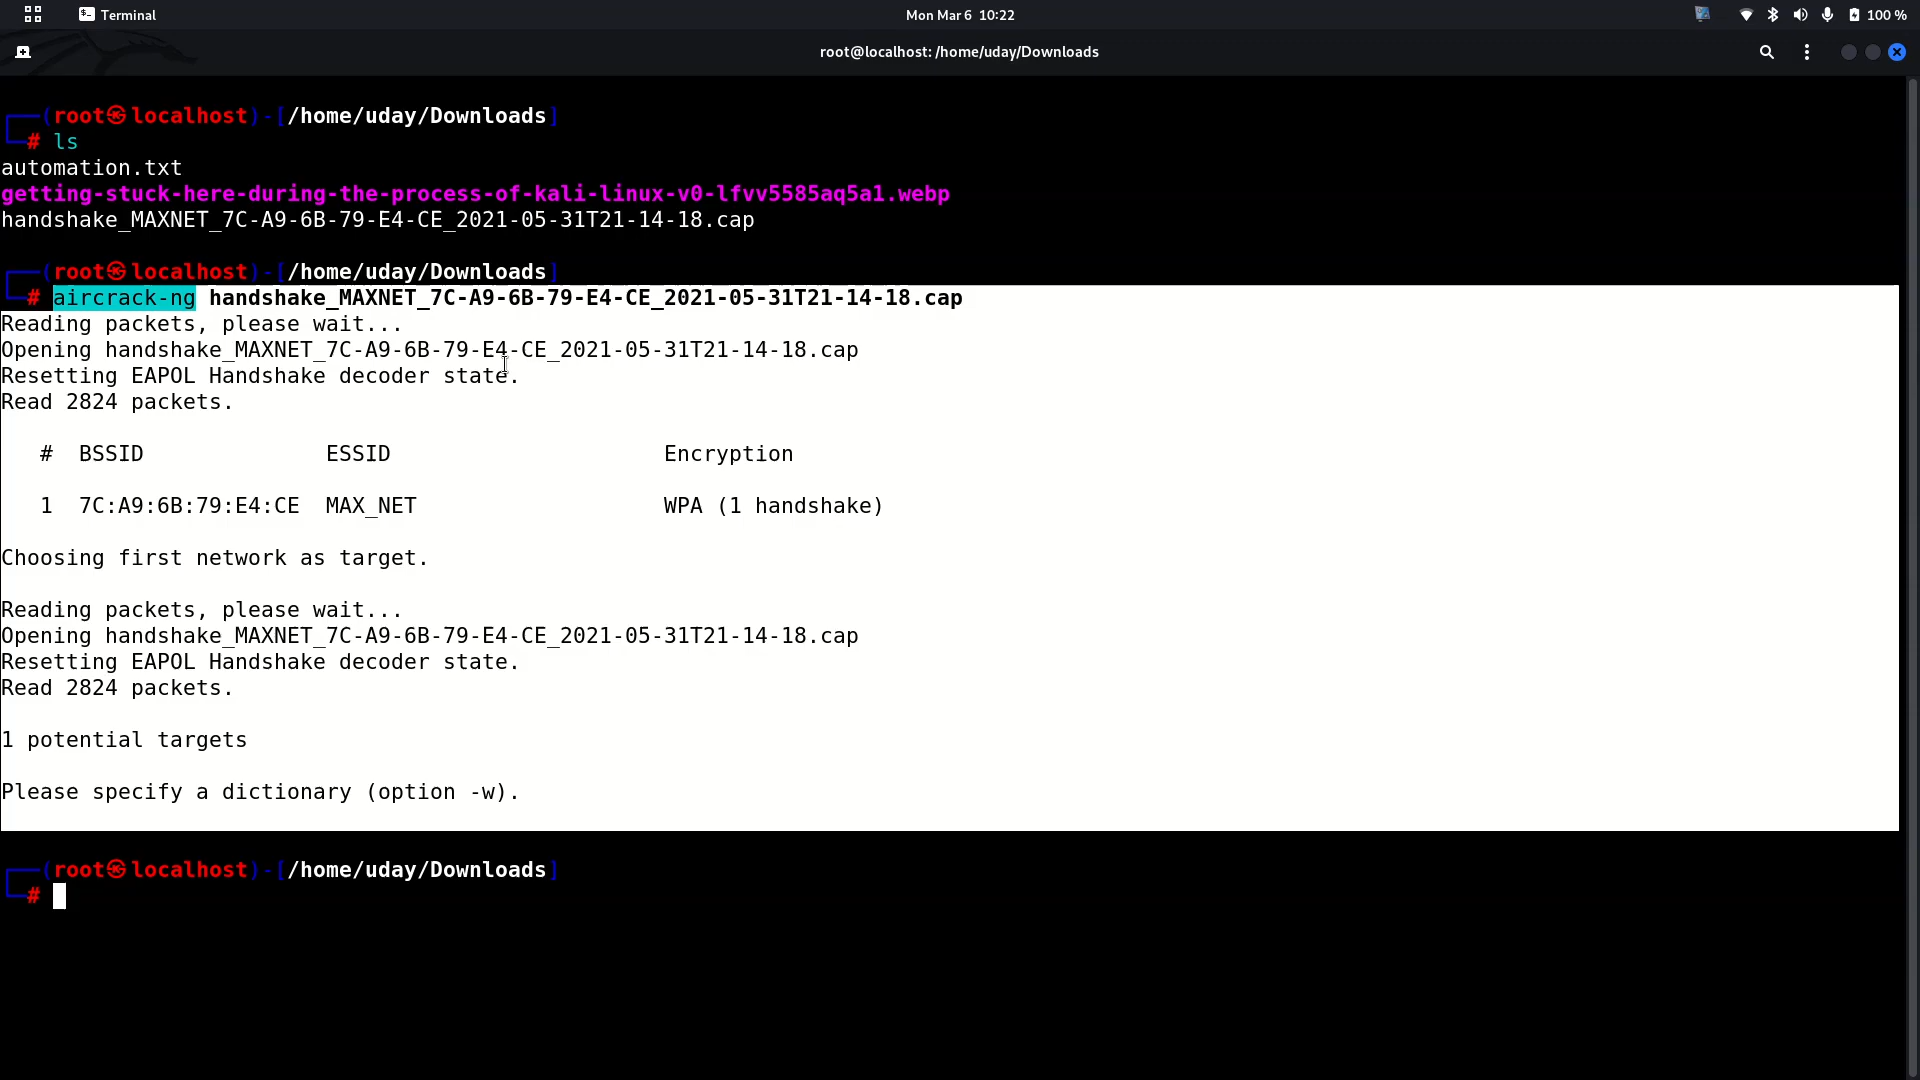 Terminal
Mon Mar 6 10:22
100 %
root@localhost: /home/uday/Downloads
┌──(root㉿localhost)-[/home/uday/Downloads]
└─# ls
automation.txt
getting-stuck-here-during-the-process-of-kali-linux-v0-lfvv5585aq5a1.webp
handshake_MAXNET_7C-A9-6B-79-E4-CE_2021-05-31T21-14-18.cap
┌──(root㉿localhost)-[/home/uday/Downloads]
└─# aircrack-ng handshake_MAXNET_7C-A9-6B-79-E4-CE_2021-05-31T21-14-18.cap
Reading packets, please wait...
Opening handshake_MAXNET_7C-A9-6B-79-E4-CE_2021-05-31T21-14-18.cap
Resetting EAPOL Handshake decoder state.
Read 2824 packets.
# BSSID ESSID Encryption
1 7C:A9:6B:79:E4:CE MAX_NET WPA (1 handshake)
Choosing first network as target.
Reading packets, please wait...
Opening handshake_MAXNET_7C-A9-6B-79-E4-CE_2021-05-31T21-14-18.cap
Resetting EAPOL Handshake decoder state.
Read 2824 packets.
1 potential targets
Please specify a dictionary (option -w).
┌──(root㉿localhost)-[/home/uday/Downloads]
└─#